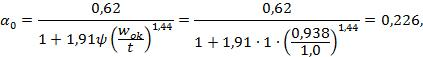 α₀ = 0,62 / (1 + 1,91ψ(w_ok / t)^1,44) = 0,62 / (1 + 1,91 · 1 · (0,938 / 1,0)^1,44) = 0,226,